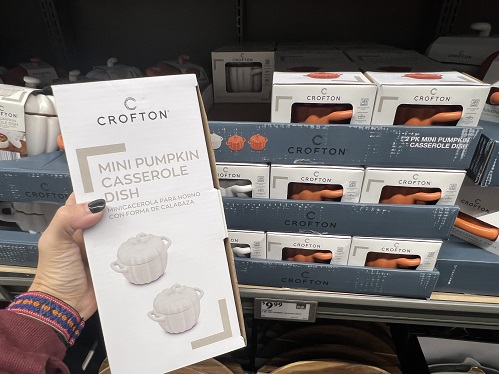 CROFTON
MINI PUMPKIN
CASSEROLE
DISH
MINICACEROLA PARA HORNO
CON FORMA DE CALABAZA
CROFTON
CROFTON
CROFTON
2 PK MINI PUMPKIN
CASSEROLE DISH
CROFTON
CROFTON
CROFTON
CROFTON
CROFTON
CROFTON
CROFTON
CROFTON
CROFTON
$9.99